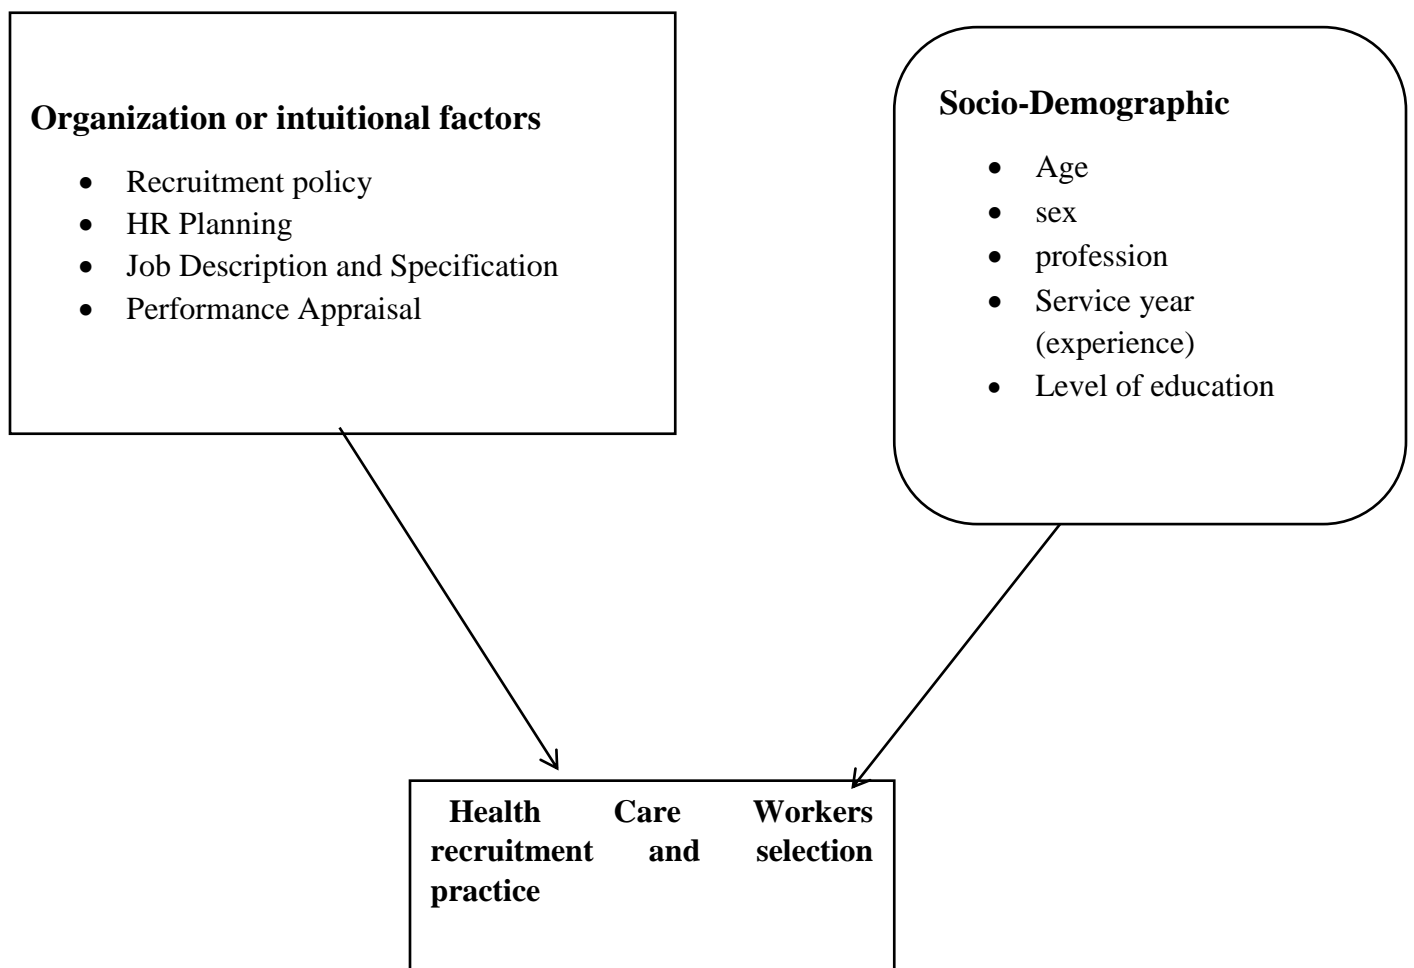 Organization or intuitional factors
• Recruitment policy
• HR Planning
• Job Description and Specification
• Performance Appraisal
Socio-Demographic
• Age
• sex
• profession
• Service year
(experience)
• Level of education
Health Care Workers
recruitment and selection
practice